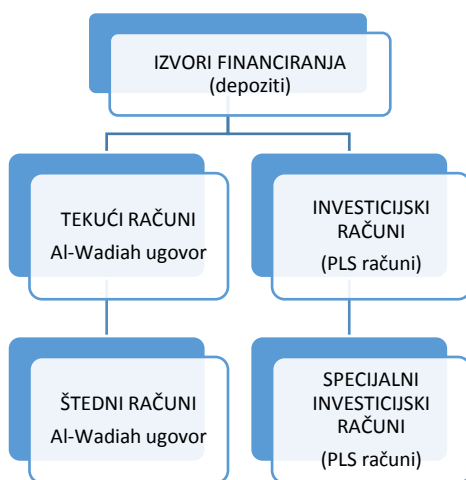 IZVORI FINANCIRANJA
(depoziti)
TEKUĆI RAČUNI
Al-Wadiah ugovor
INVESTICIJSKI
RAČUNI
(PLS računi)
ŠTEDNI RAČUNI
Al-Wadiah ugovor
SPECIJALNI
INVESTICIJSKI
RAČUNI
(PLS računi)